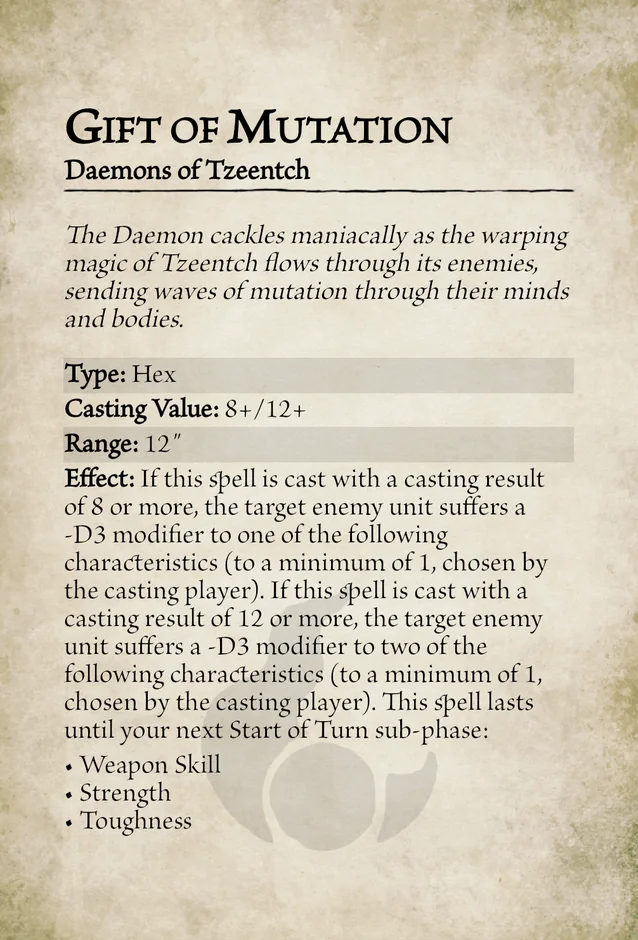 Gift of Mutation
Daemons of Tzeentch
The Daemon cackles maniacally as the warping
magic of Tzeentch flows through its enemies,
sending waves of mutation through their minds
and bodies.
Type: Hex
Casting Value: 8+/12+
Range: 12"
Effect: If this spell is cast with a casting result
of 8 or more, the target enemy unit suffers a
-D3 modifier to one of the following
characteristics (to a minimum of 1, chosen by
the casting player). If this spell is cast with a
casting result of 12 or more, the target enemy
unit suffers a -D3 modifier to two of the
following characteristics (to a minimum of 1,
chosen by the casting player). This spell lasts
until your next Start of Turn sub-phase:
• Weapon Skill
• Strength
• Toughness